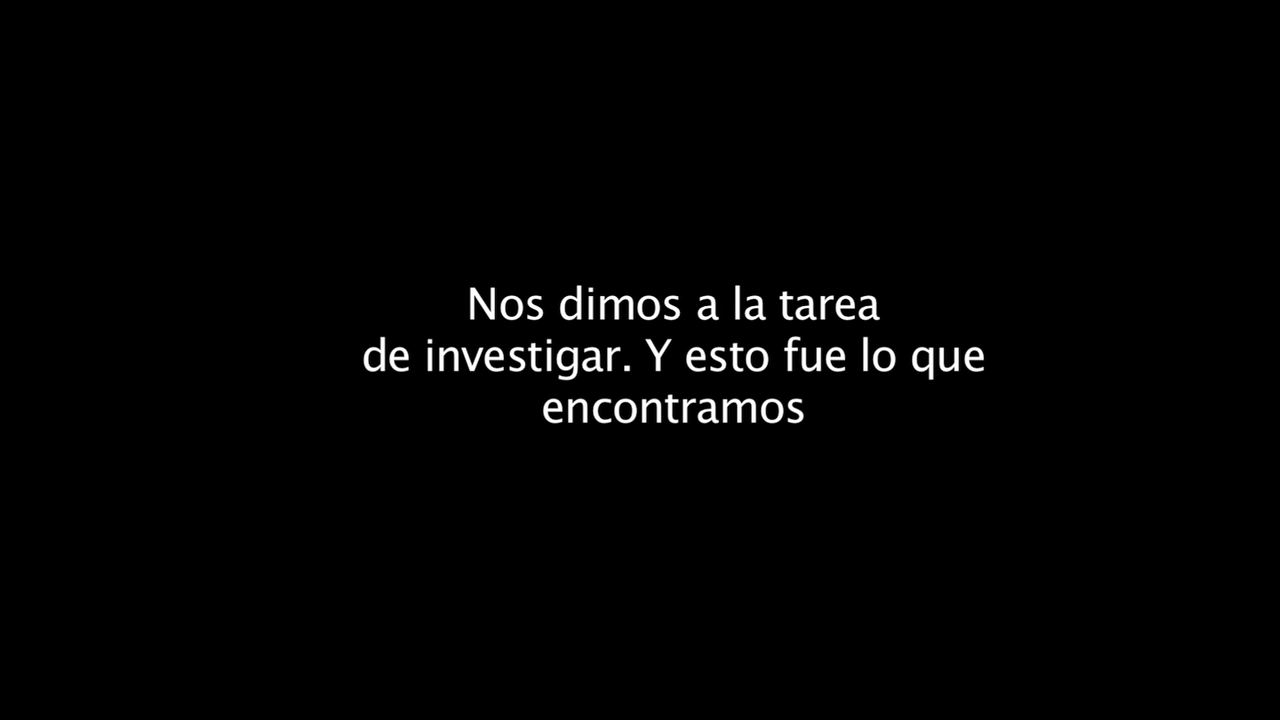 Nos dimos a la tarea
de investigar. Y esto fue lo que
encontramos